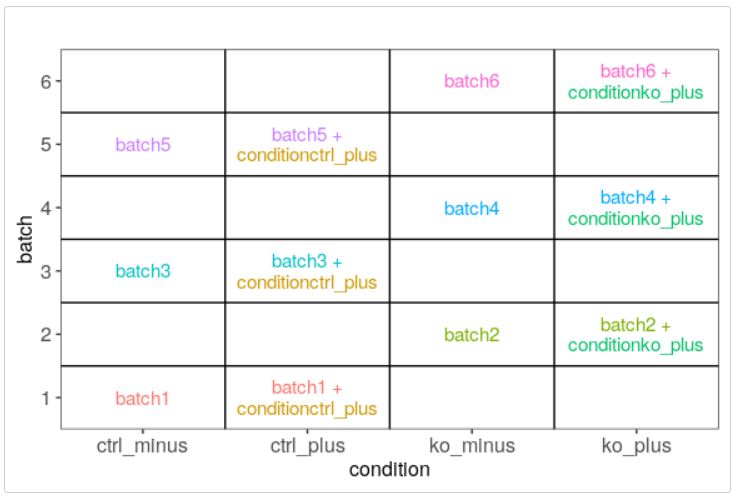 6
batch6
batch6 +
conditionko_plus
5
batch5
batch5 +
conditionctrl_plus
4
batch4
batch4 +
conditionko_plus
batch
3
batch3
batch3 +
conditionctrl_plus
2
batch2
batch2 +
conditionko_plus
1
batch1
batch1 +
conditionctrl_plus
ctrl_minus
ctrl_plus
ko_minus
ko_plus
condition